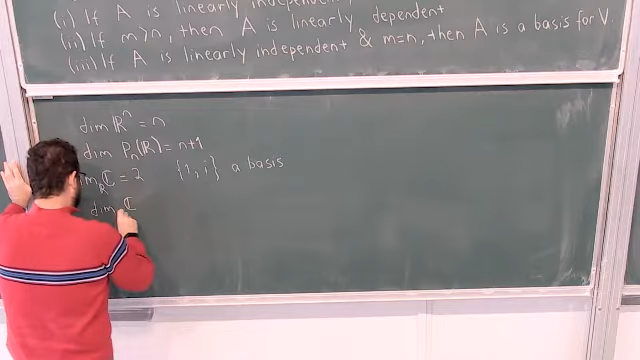 (i) If A is linearly independent,
(ii) If m>n, then A is linearly dependent
(iii) If A is linearly independent & m=n, then A is a basis for V.
dim ℝⁿ = n
dim Pₙ(ℝ) = n+1
im_ℝ ℂ = 2 {1, i} a basis
dim ℂ